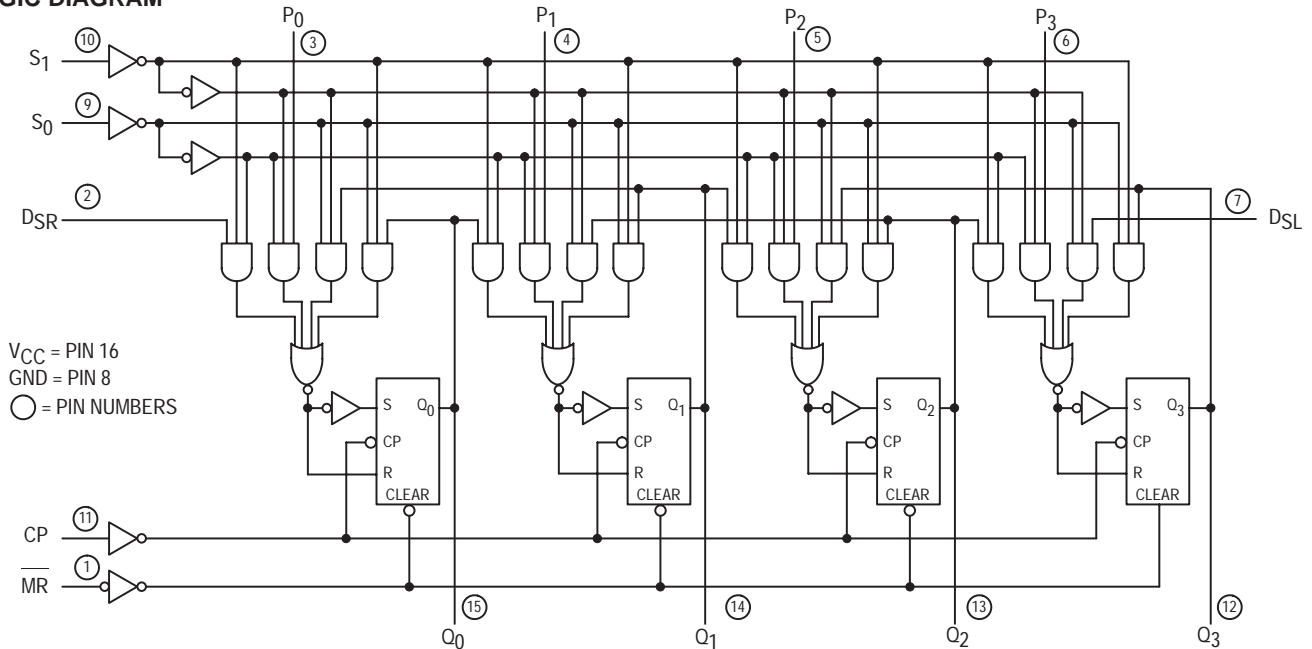 GIC DIAGRAM
P0 P1 P2 P3
3 4 5 6
S1 10
S0 9
DSR 2
7 DSL
VCC = PIN 16
GND = PIN 8
= PIN NUMBERS
S Q0 S Q1 S Q2 S Q3
CP CP CP CP
R R R R
CLEAR CLEAR CLEAR CLEAR
CP 11
MR 1
15 14 13 12
Q0 Q1 Q2 Q3